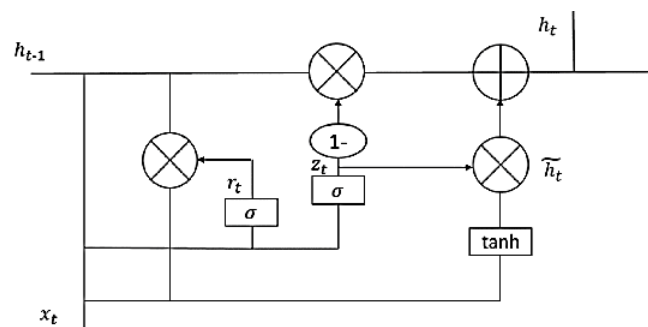 h_t
h_{t-1}
1-
z_t
h̃_t
r_t
σ
σ
tanh
x_t